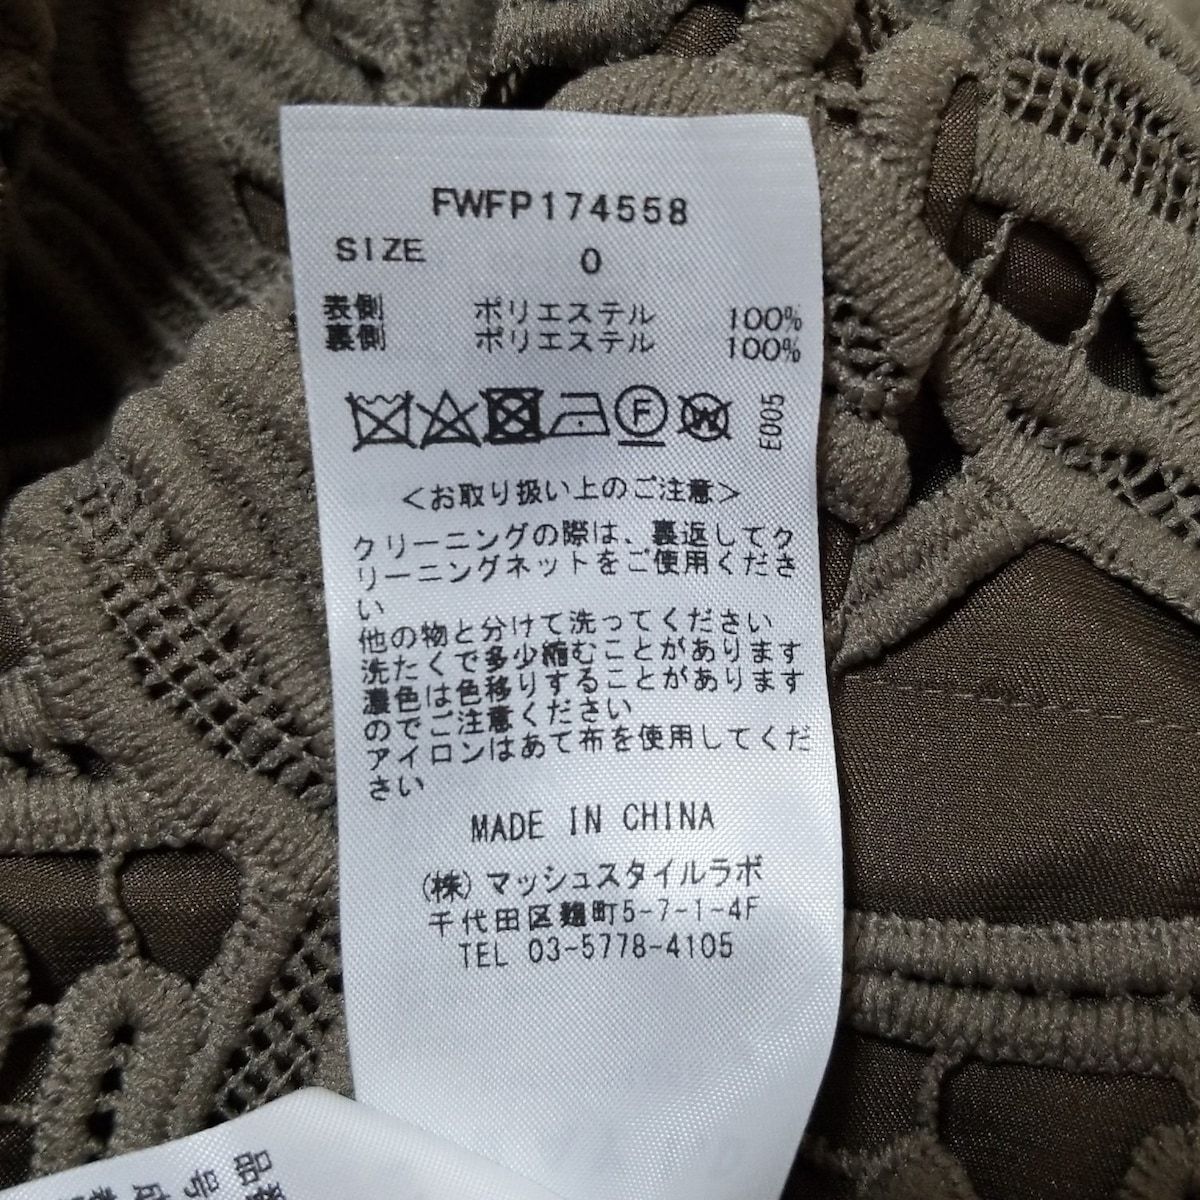 FWFP174558
SIZE 0
表側 ポリエステル 100%
裏側 ポリエステル 100%
F W E005
＜お取り扱い上のご注意＞
クリーニングの際は、裏返してク
リーニングネットをご使用くださ
い
他の物と分けて洗ってください
洗たくで多少縮むことがあります
濃色は色移りすることがあります
のでご注意ください
アイロンはあて布を使用してくだ
さい
MADE IN CHINA
(株)マッシュスタイルラボ
千代田区麹町5-7-1-4F
TEL 03-5778-4105
品
号
成